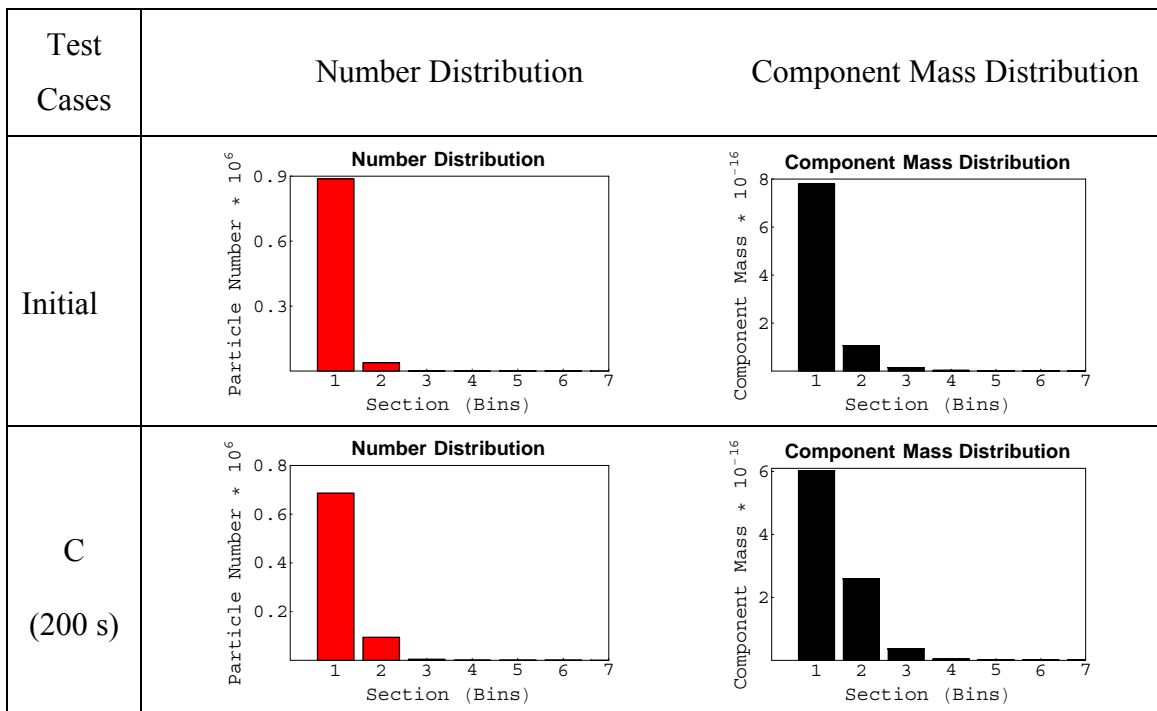 Test
Cases
Number Distribution
Component Mass Distribution
Initial
Number Distribution
Particle Number * 10^6
0.9
0.6
0.3
1 2 3 4 5 6 7
Section (Bins)
Component Mass Distribution
Component Mass * 10^-16
8
6
4
2
1 2 3 4 5 6 7
Section (Bins)
C
(200 s)
Number Distribution
Particle Number * 10^6
0.8
0.6
0.4
0.2
1 2 3 4 5 6 7
Section (Bins)
Component Mass Distribution
Component Mass * 10^-16
6
4
2
1 2 3 4 5 6 7
Section (Bins)